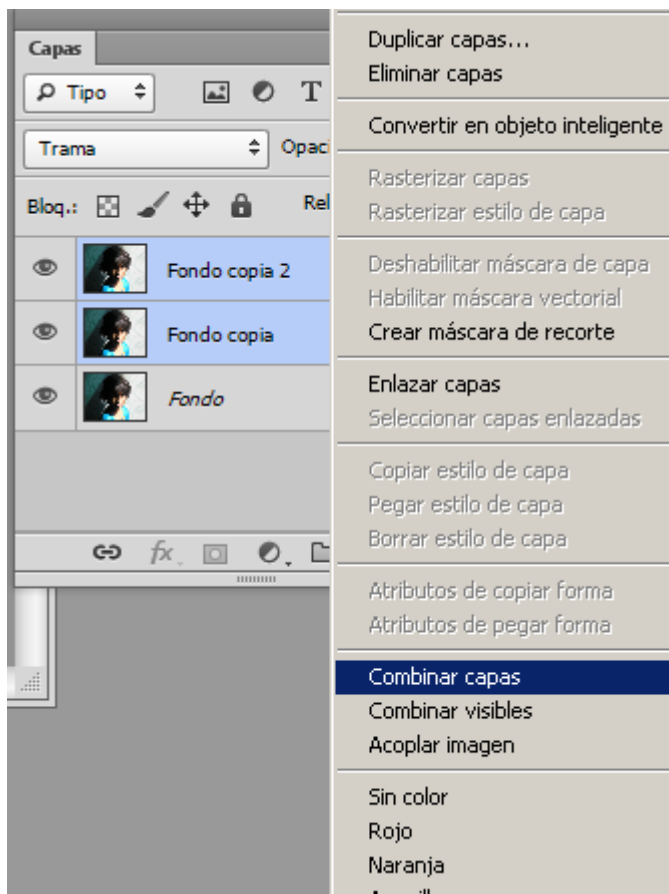 Capas
Tipo
T
Trama
Opaci
Bloq.:
Rel
Fondo copia 2
Fondo copia
Fondo
fx
Duplicar capas...
Eliminar capas
Convertir en objeto inteligente
Rasterizar capas
Rasterizar estilo de capa
Deshabilitar máscara de capa
Habilitar máscara vectorial
Crear máscara de recorte
Enlazar capas
Seleccionar capas enlazadas
Copiar estilo de capa
Pegar estilo de capa
Borrar estilo de capa
Atributos de copiar forma
Atributos de pegar forma
Combinar capas
Combinar visibles
Acoplar imagen
Sin color
Rojo
Naranja